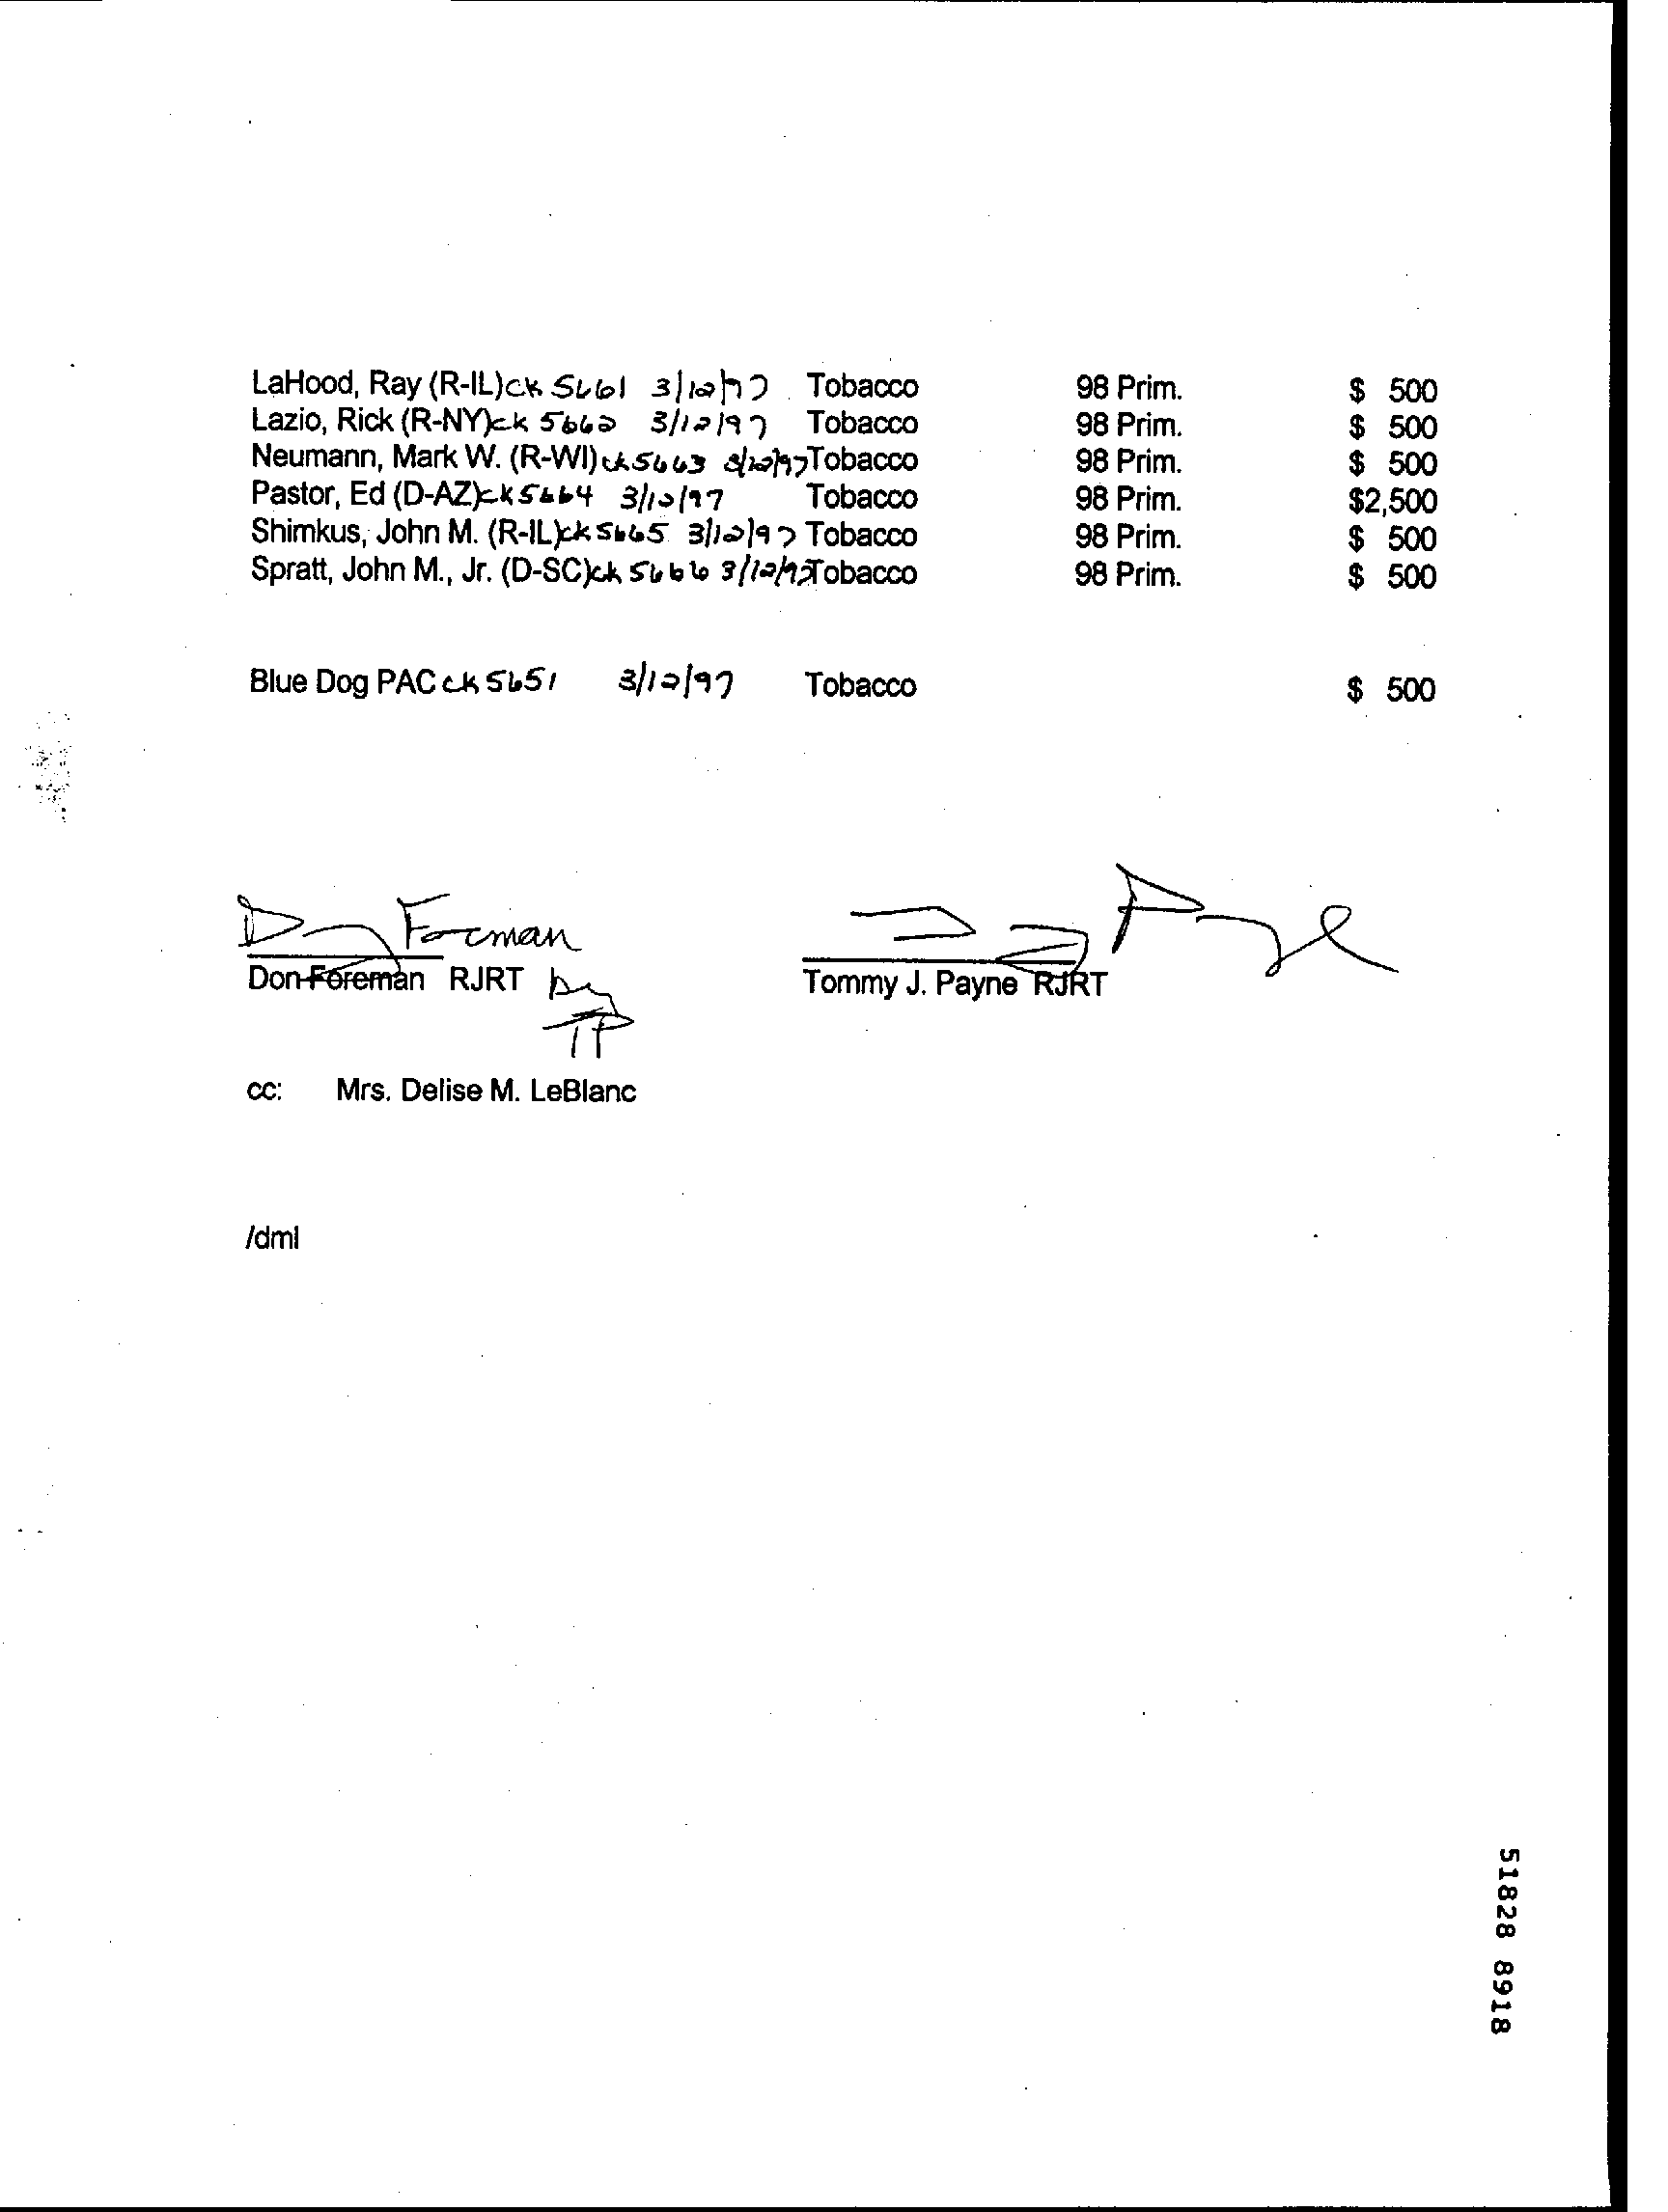 LaHood, Ray (R-IL) ck 5661 3/12/97 Tobacco 98 Prim. $ 500
Lazio, Rick (R-NY) ck 5662 3/12/97 Tobacco 98 Prim. $ 500
Neumann, Mark W. (R-WI) ck 5663 3/12/97 Tobacco 98 Prim. $ 500
Pastor, Ed (D-AZ) ck 5664 3/12/97 Tobacco 98 Prim. $2,500
Shimkus, John M. (R-IL) ck 5665 3/12/97 Tobacco 98 Prim. $ 500
Spratt, John M., Jr. (D-SC) ck 5666 3/12/97 Tobacco 98 Prim. $ 500
Blue Dog PAC ck 5651 3/12/97 Tobacco $ 500
Foreman Payne
Don Foreman RJRT by Tommy J. Payne RJRT
TP
cc: Mrs. Delise M. LeBlanc
/dml
51828 8918